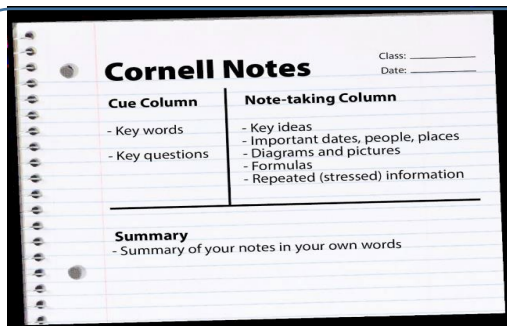 Cornell Notes
Class: ___________
Date: ___________
Cue Column
- Key words
- Key questions
Note-taking Column
- Key ideas
- Important dates, people, places
- Diagrams and pictures
- Formulas
- Repeated (stressed) information
Summary
- Summary of your notes in your own words